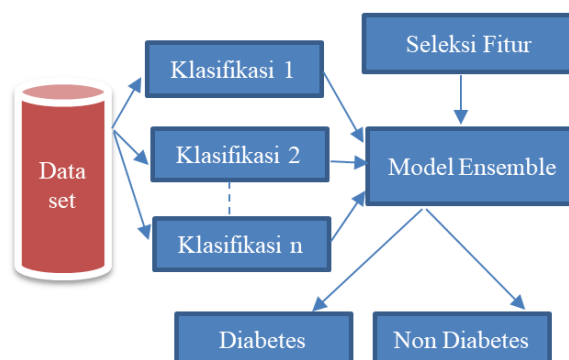 Seleksi Fitur
Klasifikasi 1
Data
set
Klasifikasi 2
Model Ensemble
Klasifikasi n
Diabetes
Non Diabetes